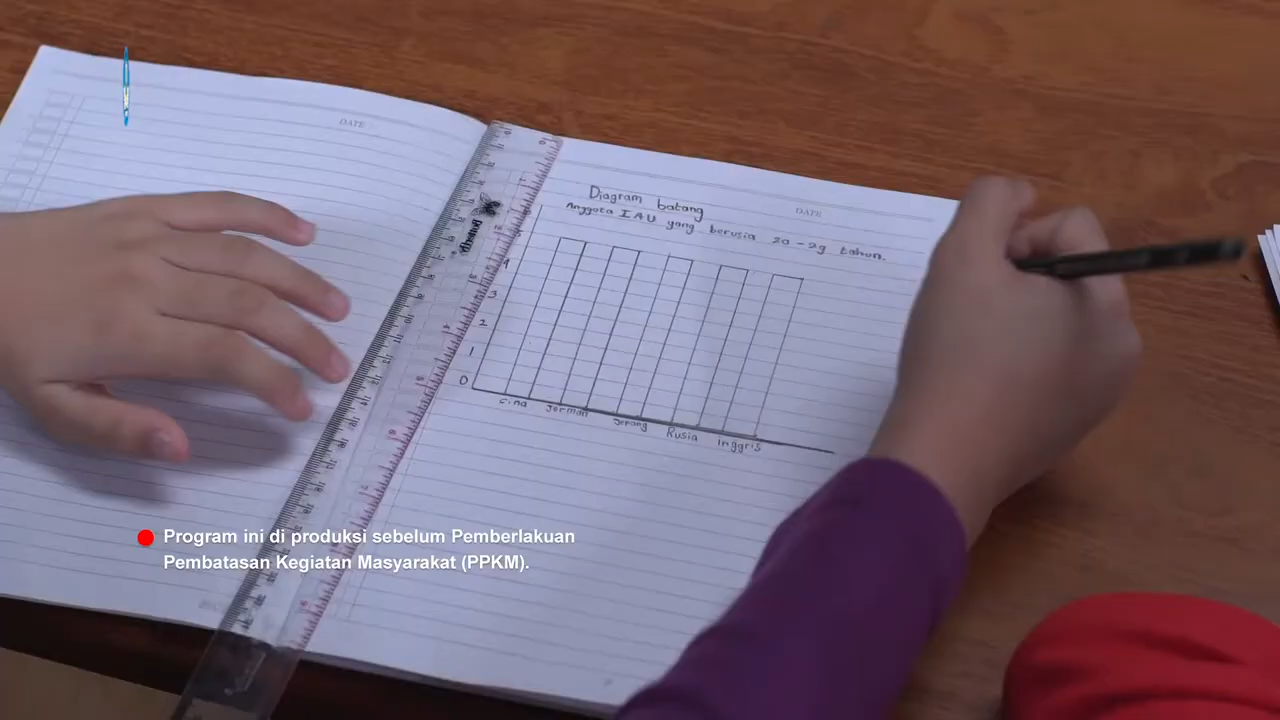 DATE
DATE
Diagram batang
Anggota IAU yang berusia 20 - 29 tahun.
4
3
2
1
0
Cina Jerman Jepang Rusia Inggris
Program ini di produksi sebelum Pemberlakuan
Pembatasan Kegiatan Masyarakat (PPKM).